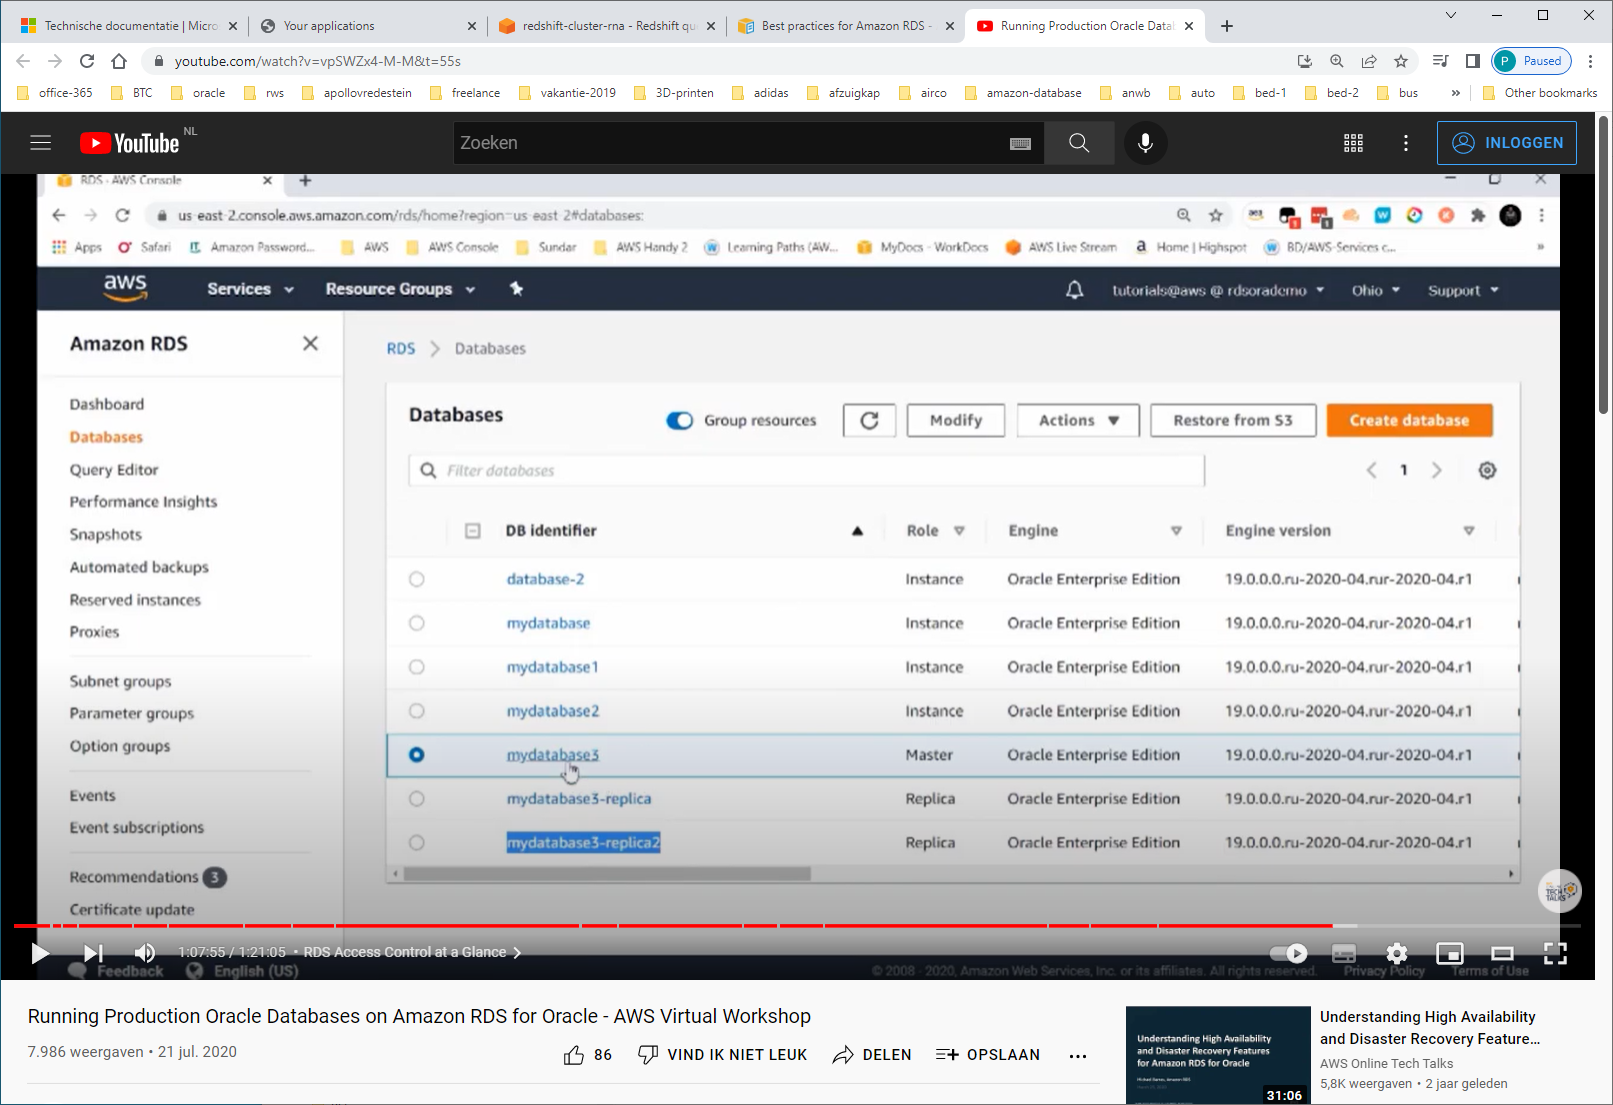 Technische documentatie | Micro
Your applications
redshift-cluster-rna - Redshift qu
Best practices for Amazon RDS -
Running Production Oracle Datab
youtube.com/watch?v=vpSWZx4-M-M&t=55s
P Paused
office-365 BTC oracle rws apollovredestein freelance vakantie-2019 3D-printen adidas afzuigkap airco amazon-database anwb auto bed-1 bed-2 bus » Other bookmarks
YouTube NL
Zoeken
INLOGGEN
RDS - AWS Console
us-east-2.console.aws.amazon.com/rds/home?region=us-east-2#databases:
Apps Safari Amazon Password... AWS AWS Console Sundar AWS Handy 2 Learning Paths (AW... MyDocs - WorkDocs AWS Live Stream Home | Highspot BD/AWS-Services c... »
aws Services Resource Groups tutorials@aws @ rdsorademo Ohio Support
Amazon RDS
Dashboard
Databases
Query Editor
Performance Insights
Snapshots
Automated backups
Reserved instances
Proxies
Subnet groups
Parameter groups
Option groups
Events
Event subscriptions
Recommendations 3
Certificate update
RDS > Databases
Databases Group resources Modify Actions Restore from S3 Create database
Filter databases 1
DB identifier Role Engine Engine version
database-2 Instance Oracle Enterprise Edition 19.0.0.0.ru-2020-04.rur-2020-04.r1
mydatabase Instance Oracle Enterprise Edition 19.0.0.0.ru-2020-04.rur-2020-04.r1
mydatabase1 Instance Oracle Enterprise Edition 19.0.0.0.ru-2020-04.rur-2020-04.r1
mydatabase2 Instance Oracle Enterprise Edition 19.0.0.0.ru-2020-04.rur-2020-04.r1
mydatabase3 Master Oracle Enterprise Edition 19.0.0.0.ru-2020-04.rur-2020-04.r1
mydatabase3-replica Replica Oracle Enterprise Edition 19.0.0.0.ru-2020-04.rur-2020-04.r1
mydatabase3-replica2 Replica Oracle Enterprise Edition 19.0.0.0.ru-2020-04.rur-2020-04.r1
TECH TALKS
1:07:55 / 1:21:05 • RDS Access Control at a Glance
Feedback English (US) © 2008 - 2020, Amazon Web Services, Inc. or its affiliates. All rights reserved. Privacy Policy Terms of Use
Running Production Oracle Databases on Amazon RDS for Oracle - AWS Virtual Workshop
7.986 weergaven • 21 jul. 2020
86 VIND IK NIET LEUK DELEN OPSLAAN ...
Understanding High Availability
and Disaster Recovery Features
for Amazon RDS for Oracle
31:06
Understanding High Availability
and Disaster Recovery Feature...
AWS Online Tech Talks
5,8K weergaven • 2 jaar geleden